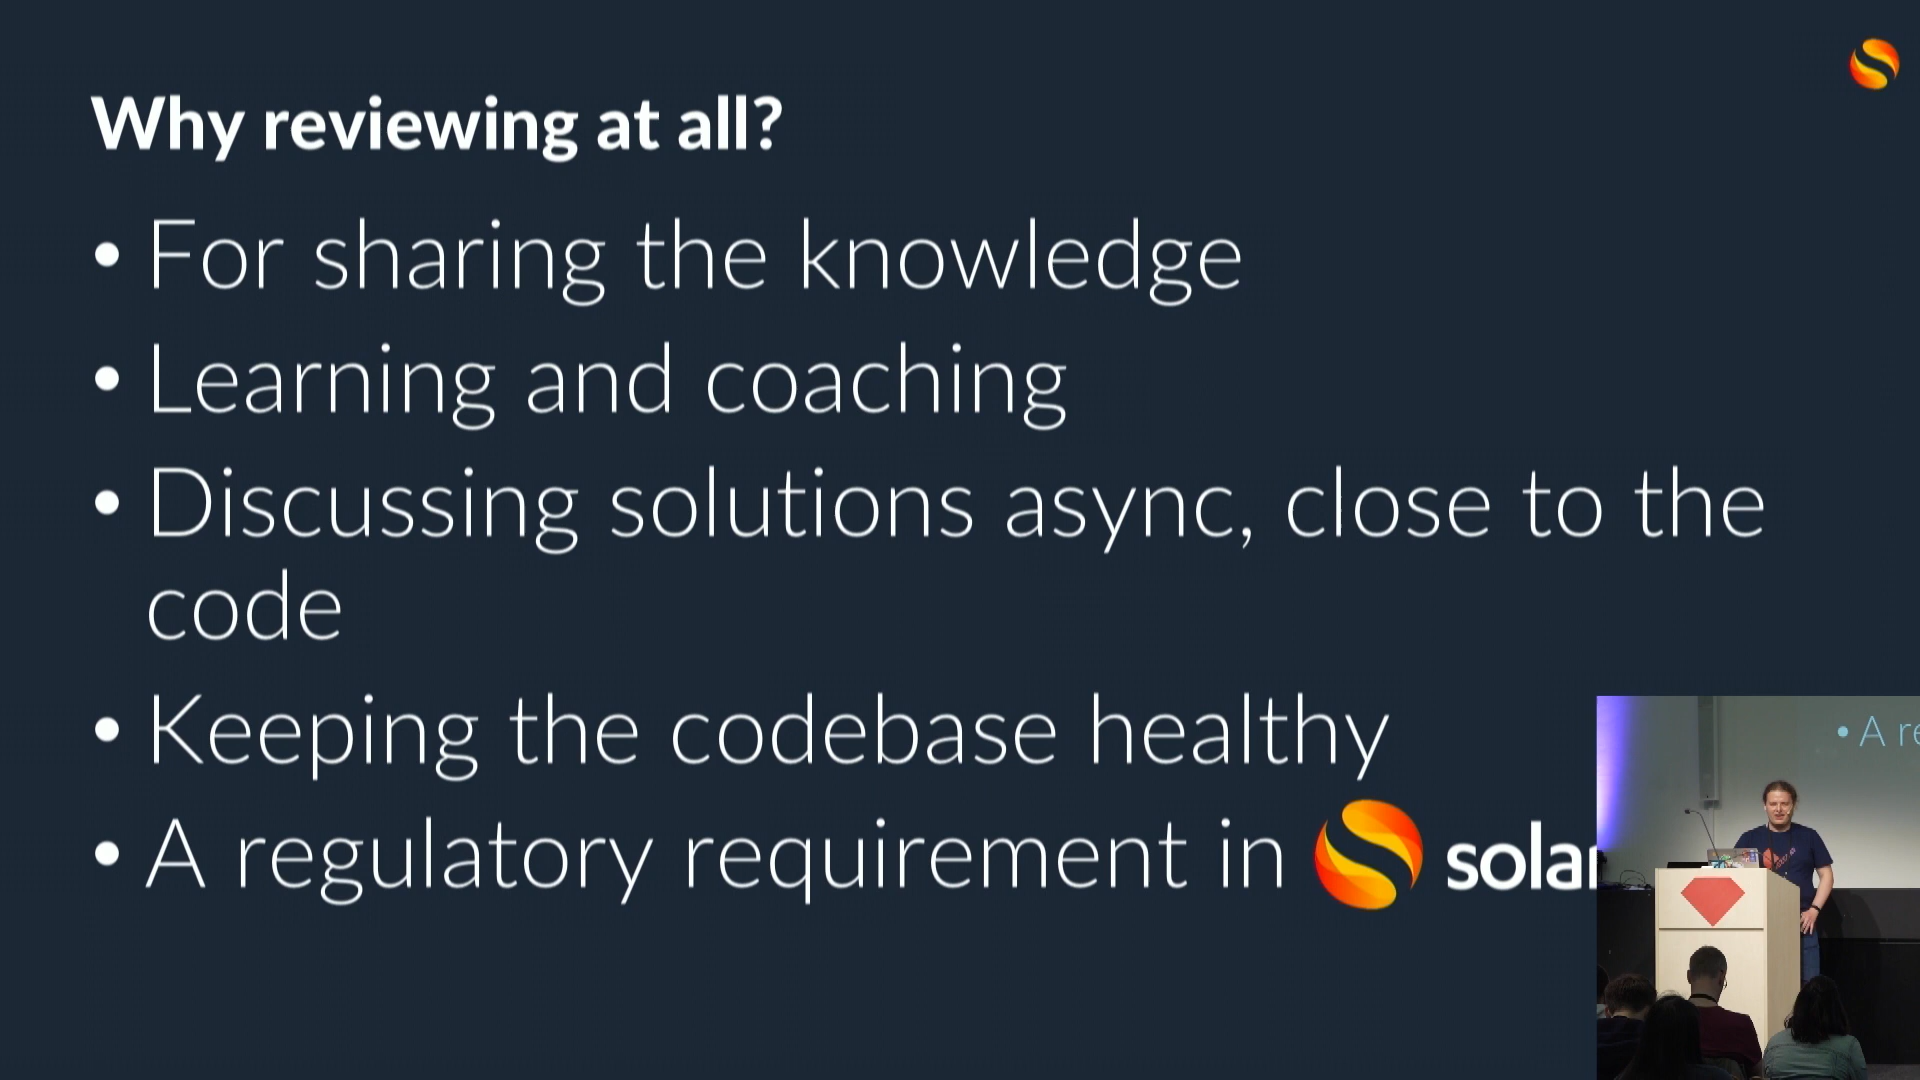 Why reviewing at all?
• For sharing the knowledge
• Learning and coaching
• Discussing solutions async, close to the
code
• Keeping the codebase healthy
• A regulatory requirement in
• A re